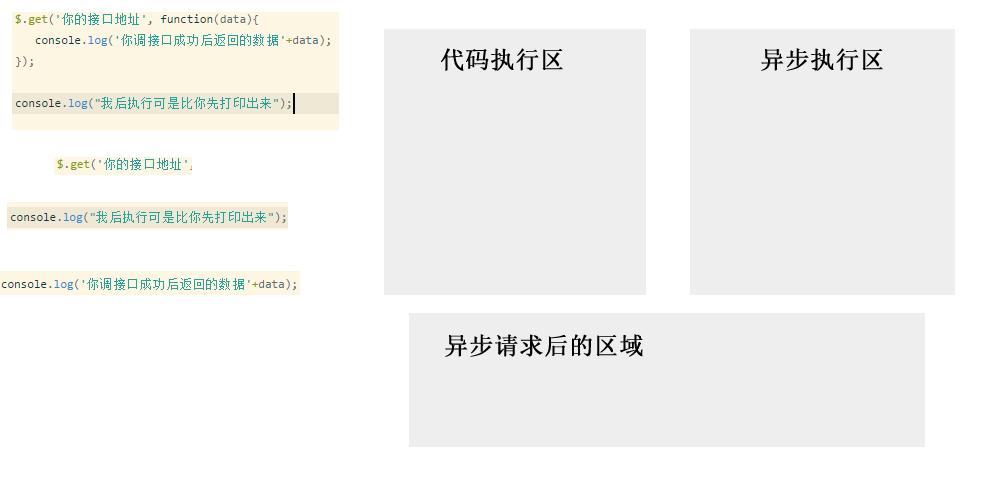 $.get('你的接口地址', function(data){
console.log('你调接口成功后返回的数据'+data);
});
console.log("我后执行可是比你先打印出来");
$.get('你的接口地址',
console.log("我后执行可是比你先打印出来");
console.log('你调接口成功后返回的数据'+data);
代码执行区
异步执行区
异步请求后的区域